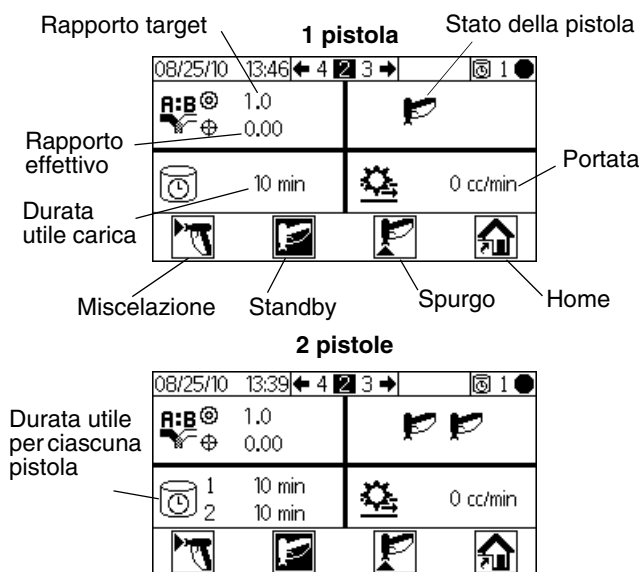 Rapporto target
1 pistola
Stato della pistola
08/25/10 13:46 4 2 3 1
A:B 1.0
0.00
Rapporto
effettivo
Portata
10 min
0 cc/min
Durata
utile carica
Miscelazione
Standby
Spurgo
Home
2 pistole
08/25/10 13:39 4 2 3 1
A:B 1.0
0.00
Durata utile
per ciascuna
pistola
1 10 min
2 10 min
0 cc/min